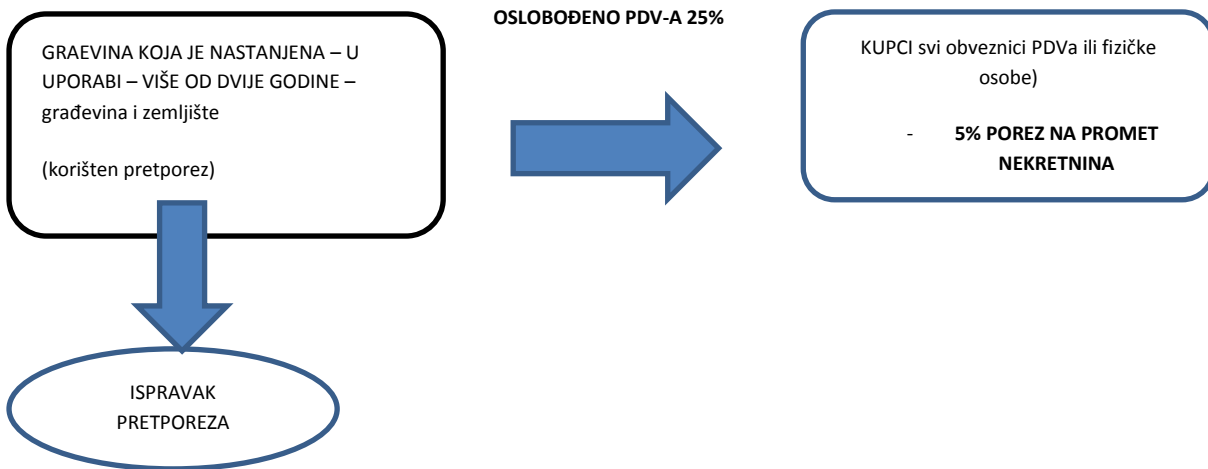 OSLOBOĐENO PDV-A 25%
GRAEVINA KOJA JE NASTANJENA – U
UPORABI – VIŠE OD DVIJE GODINE –
građevina i zemljište
(korišten pretporez)
KUPCI svi obveznici PDVa ili fizičke
osobe)
- 5% POREZ NA PROMET
NEKRETNINA
ISPRAVAK
PRETPOREZA